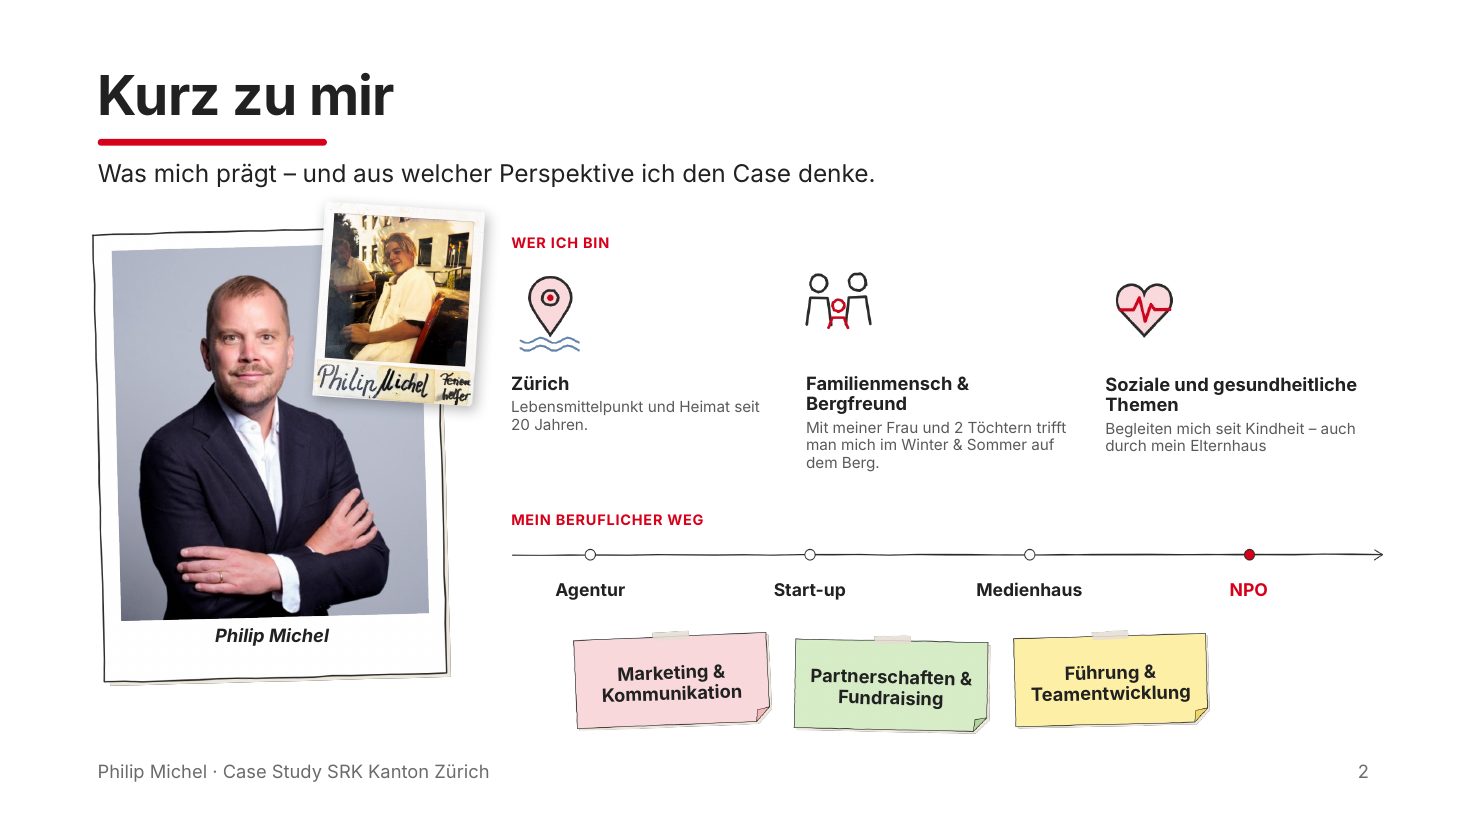 Kurz zu mir
Was mich prägt – und aus welcher Perspektive ich den Case denke.
Philip Michel Ferien
helfer
Philip Michel
WER ICH BIN
Zürich
Lebensmittelpunkt und Heimat seit
20 Jahren.
Familienmensch &
Bergfreund
Mit meiner Frau und 2 Töchtern trifft
man mich im Winter & Sommer auf
dem Berg.
Soziale und gesundheitliche
Themen
Begleiten mich seit Kindheit – auch
durch mein Elternhaus
MEIN BERUFLICHER WEG
Agentur
Start-up
Medienhaus
NPO
Marketing &
Kommunikation
Partnerschaften &
Fundraising
Führung &
Teamentwicklung
Philip Michel · Case Study SRK Kanton Zürich
2